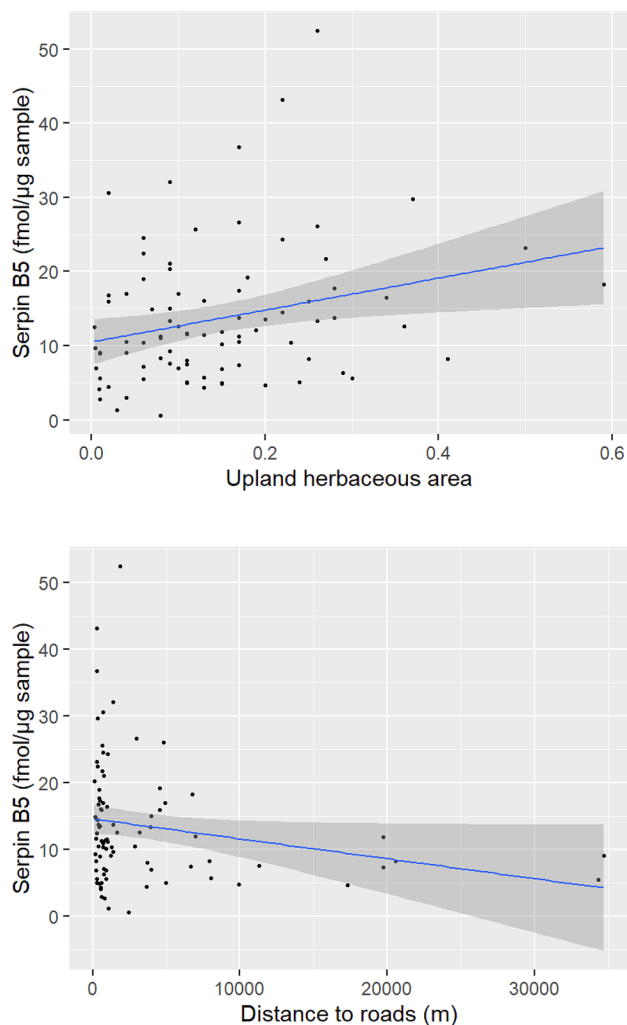 50
40
30
20
10
0
Serpin B5 (fmol/µg sample)
0.0 0.2 0.4 0.6
Upland herbaceous area
50
40
30
20
10
0
Serpin B5 (fmol/µg sample)
0 10000 20000 30000
Distance to roads (m)